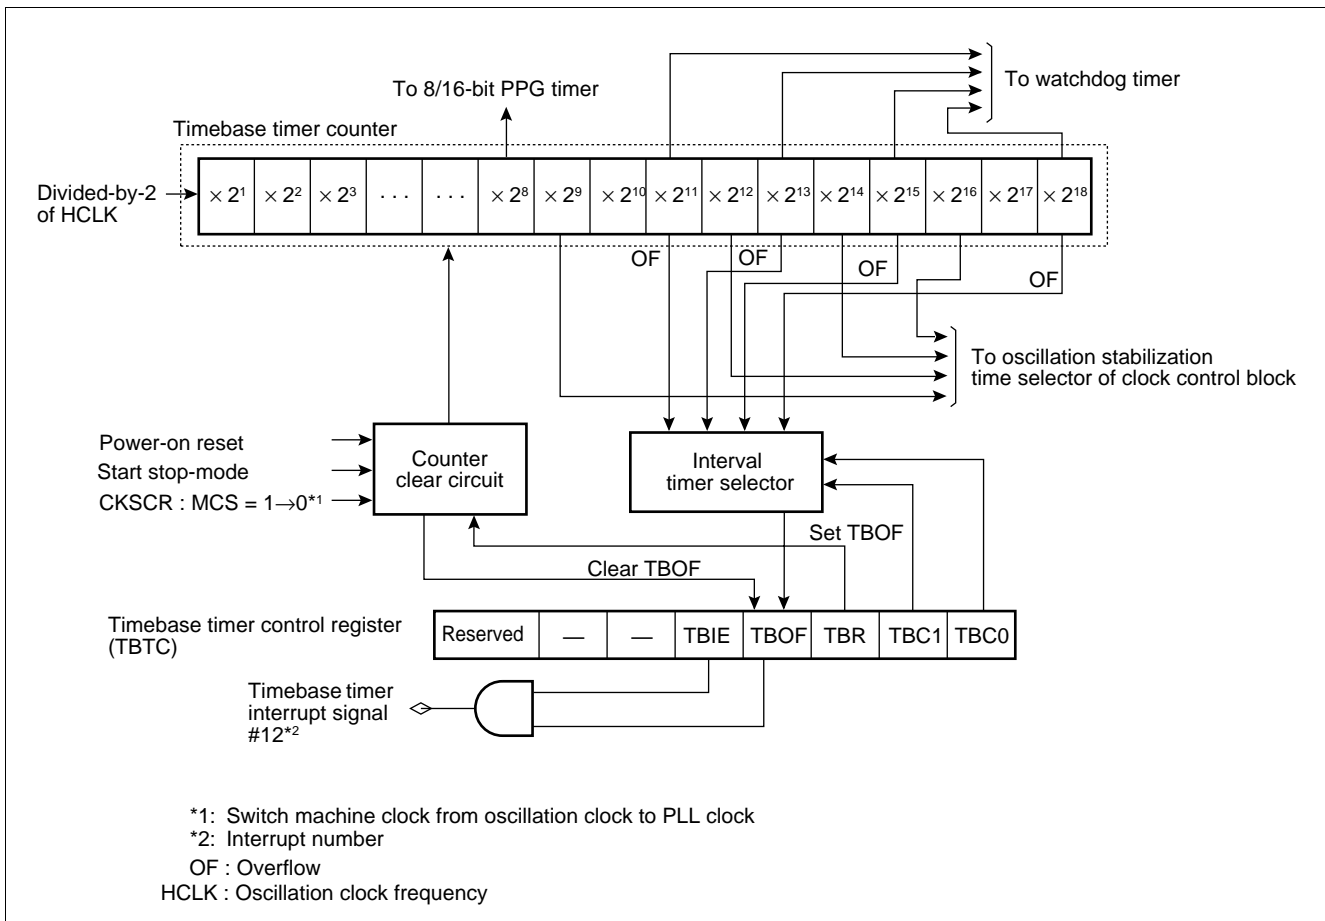 To watchdog timer
To 8/16-bit PPG timer
Timebase timer counter
Divided-by-2
of HCLK
× 2¹ × 2² × 2³ · · · · · · × 2⁸ × 2⁹ × 2¹⁰ × 2¹¹ × 2¹² × 2¹³ × 2¹⁴ × 2¹⁵ × 2¹⁶ × 2¹⁷ × 2¹⁸
OF OF OF OF
To oscillation stabilization
time selector of clock control block
Power-on reset
Start stop-mode
CKSCR : MCS = 1→0*¹
Counter
clear circuit
Interval
timer selector
Set TBOF
Clear TBOF
Timebase timer control register
(TBTC)
Reserved — — TBIE TBOF TBR TBC1 TBC0
Timebase timer
interrupt signal
#12*²
*1: Switch machine clock from oscillation clock to PLL clock
*2: Interrupt number
OF : Overflow
HCLK : Oscillation clock frequency